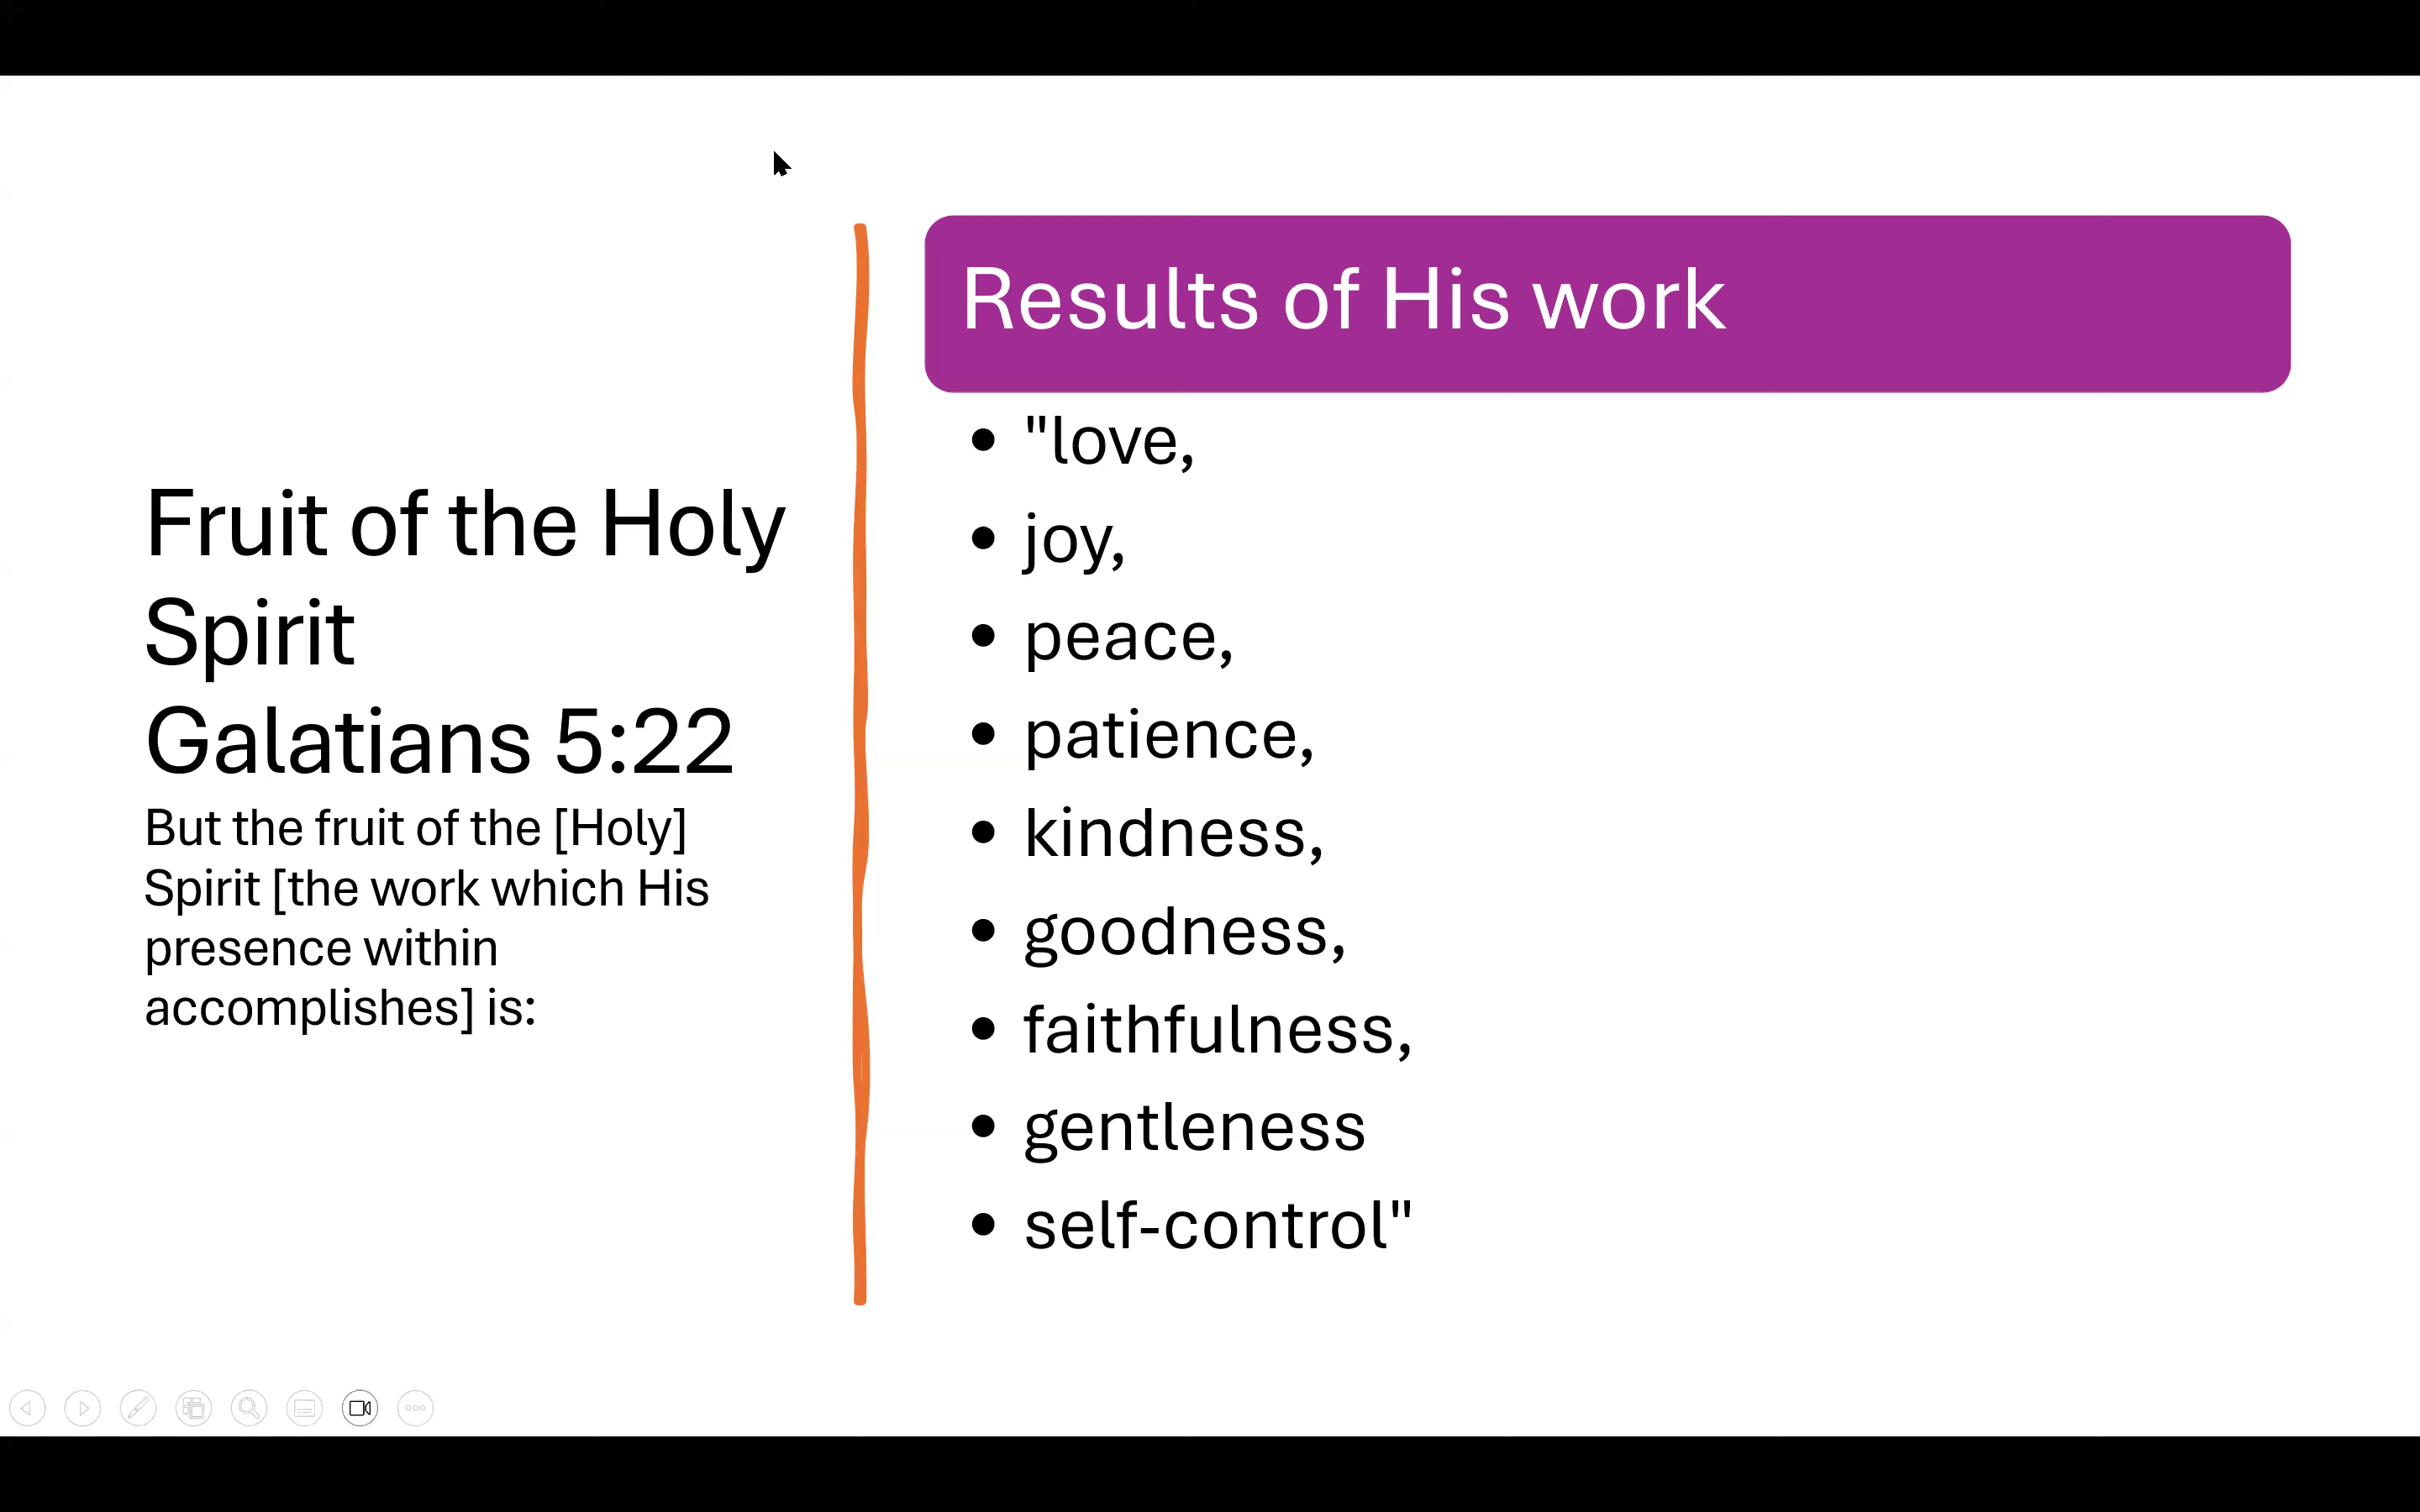 Fruit of the Holy
Spirit
Galatians 5:22
But the fruit of the [Holy]
Spirit [the work which His
presence within
accomplishes] is:
Results of His work
• "love,
• joy,
• peace,
• patience,
• kindness,
• goodness,
• faithfulness,
• gentleness
• self-control"